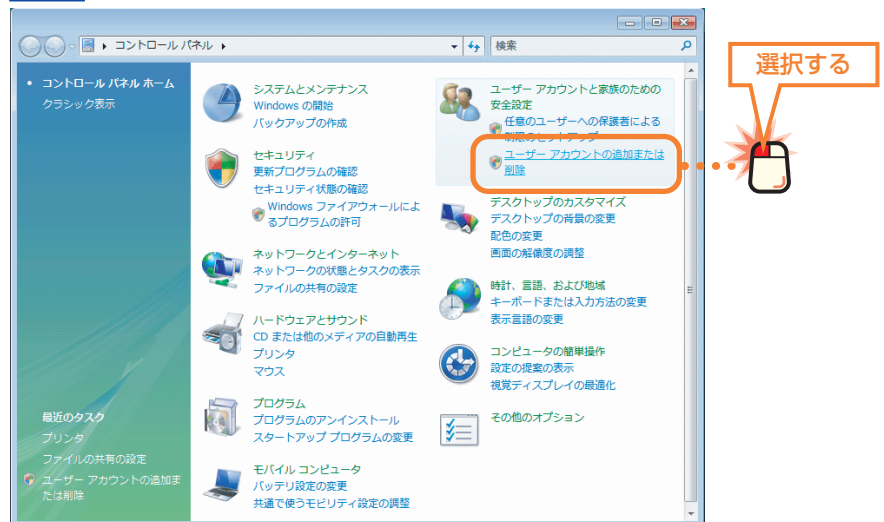 コントロール パネル
検索
選択する
コントロール パネル ホーム
クラシック表示
システムとメンテナンス
Windows の開始
バックアップの作成
セキュリティ
更新プログラムの確認
セキュリティ状態の確認
Windows ファイアウォールによ
るプログラムの許可
ネットワークとインターネット
ネットワークの状態とタスクの表示
ファイルの共有の設定
ハードウェアとサウンド
CD または他のメディアの自動再生
プリンタ
マウス
プログラム
プログラムのアンインストール
スタートアップ プログラムの変更
モバイル コンピュータ
バッテリ設定の変更
共通で使うモビリティ設定の調整
ユーザー アカウントと家族のための
安全設定
任意のユーザーへの保護者による
制限のセットアップ
ユーザー アカウントの追加または
削除
デスクトップのカスタマイズ
デスクトップの背景の変更
配色の変更
画面の解像度の調整
時計、言語、および地域
キーボードまたは入力方法の変更
表示言語の変更
コンピュータの簡単操作
設定の提案の表示
視覚ディスプレイの最適化
その他のオプション
最近のタスク
プリンタ
ファイルの共有の設定
ユーザー アカウントの追加ま
たは削除